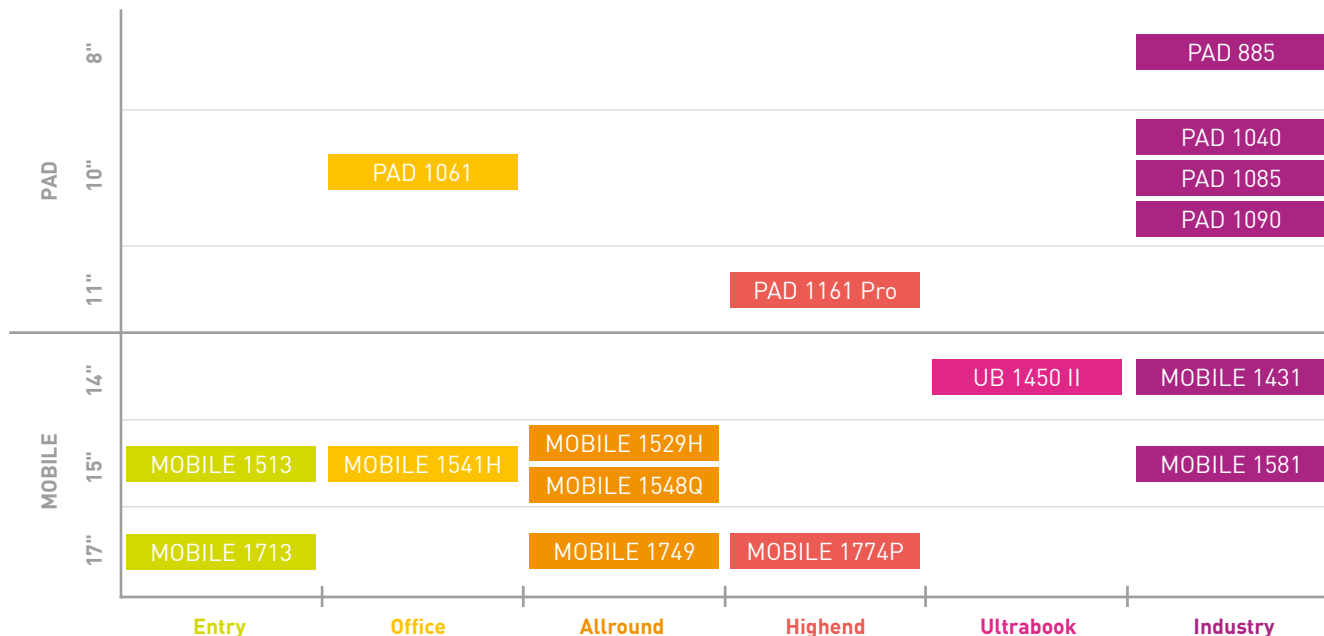 8"
PAD 885
PAD
10"
PAD 1061
PAD 1040
PAD 1085
PAD 1090
11"
PAD 1161 Pro
MOBILE
14"
UB 1450 II
MOBILE 1431
15"
MOBILE 1513
MOBILE 1541H
MOBILE 1529H
MOBILE 1548Q
MOBILE 1581
17"
MOBILE 1713
MOBILE 1749
MOBILE 1774P
Entry
Office
Allround
Highend
Ultrabook
Industry